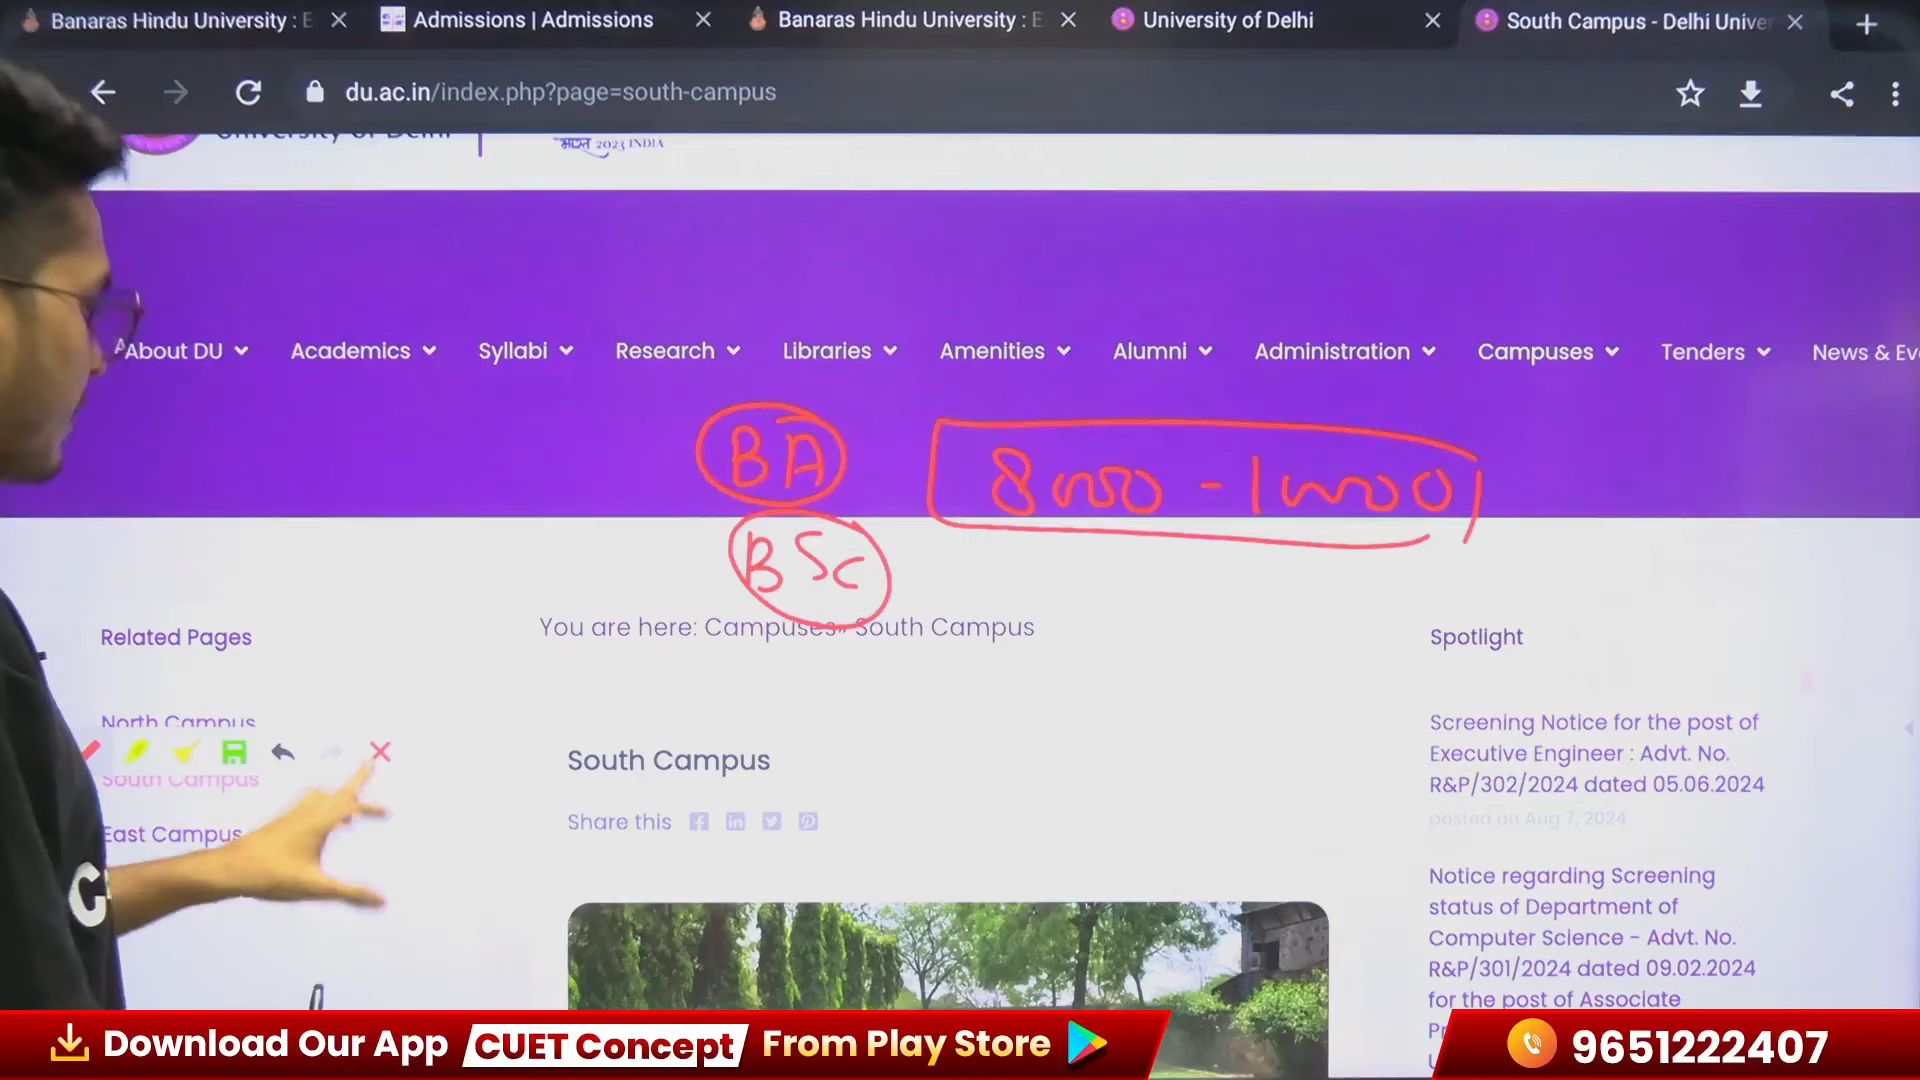 Banaras Hindu University : E
Admissions | Admissions
Banaras Hindu University : E
University of Delhi
South Campus - Delhi Unive
du.ac.in/index.php?page=south-campus
University of Delhi
भारत 2023 INDIA
About DU
Academics
Syllabi
Research
Libraries
Amenities
Alumni
Administration
Campuses
Tenders
News & Eve
BA
8000 - 10000
BSc
You are here: Campuses» South Campus
Related Pages
Spotlight
North Campus
South Campus
East Campus
South Campus
Share this
Screening Notice for the post of
Executive Engineer : Advt. No.
R&P/302/2024 dated 05.06.2024
posted on Aug 7, 2024
Notice regarding Screening
status of Department of
Computer Science - Advt. No.
R&P/301/2024 dated 09.02.2024
for the post of Associate
Download Our App CUET Concept From Play Store
9651222407